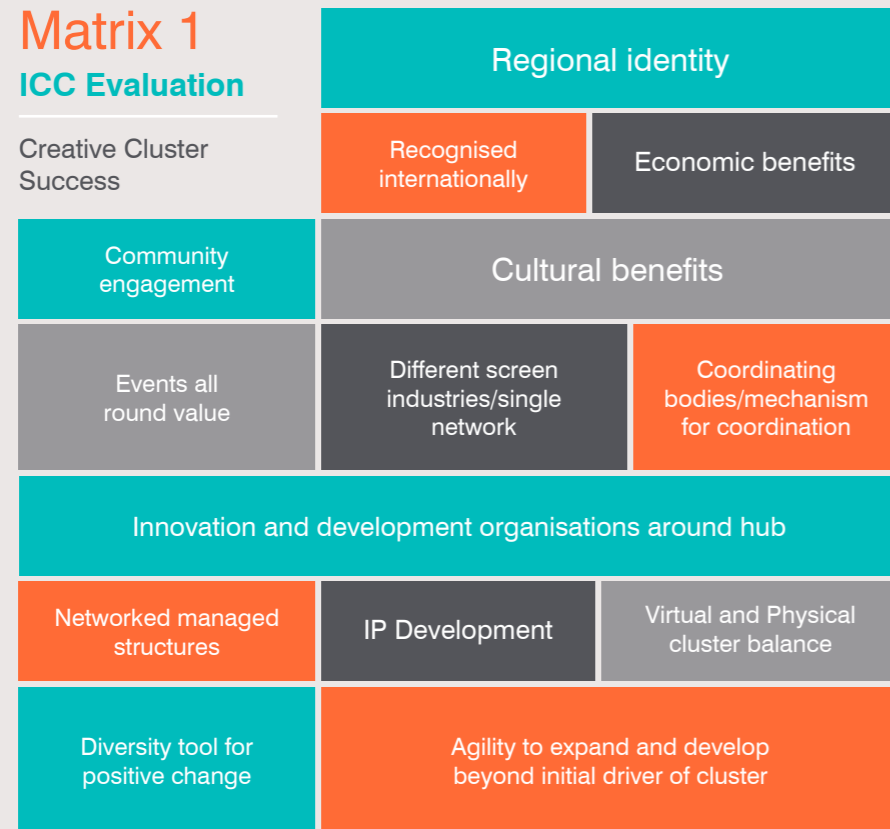 Matrix 1
ICC Evaluation
Creative Cluster
Success
Regional identity
Recognised
internationally
Economic benefits
Community
engagement
Cultural benefits
Events all
round value
Different screen
industries/single
network
Coordinating
bodies/mechanism
for coordination
Innovation and development organisations around hub
Networked managed
structures
IP Development
Virtual and Physical
cluster balance
Diversity tool for
positive change
Agility to expand and develop
beyond initial driver of cluster